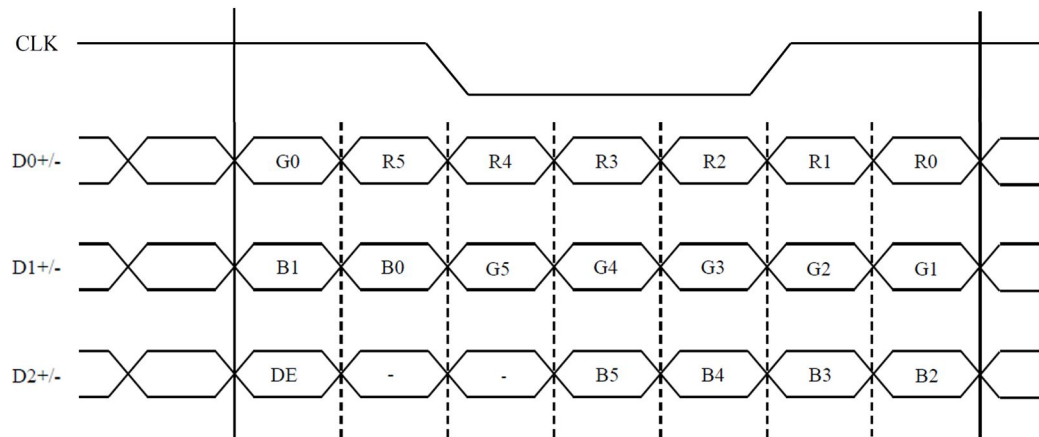 CLK
D0+/- G0 R5 R4 R3 R2 R1 R0
D1+/- B1 B0 G5 G4 G3 G2 G1
D2+/- DE - - B5 B4 B3 B2